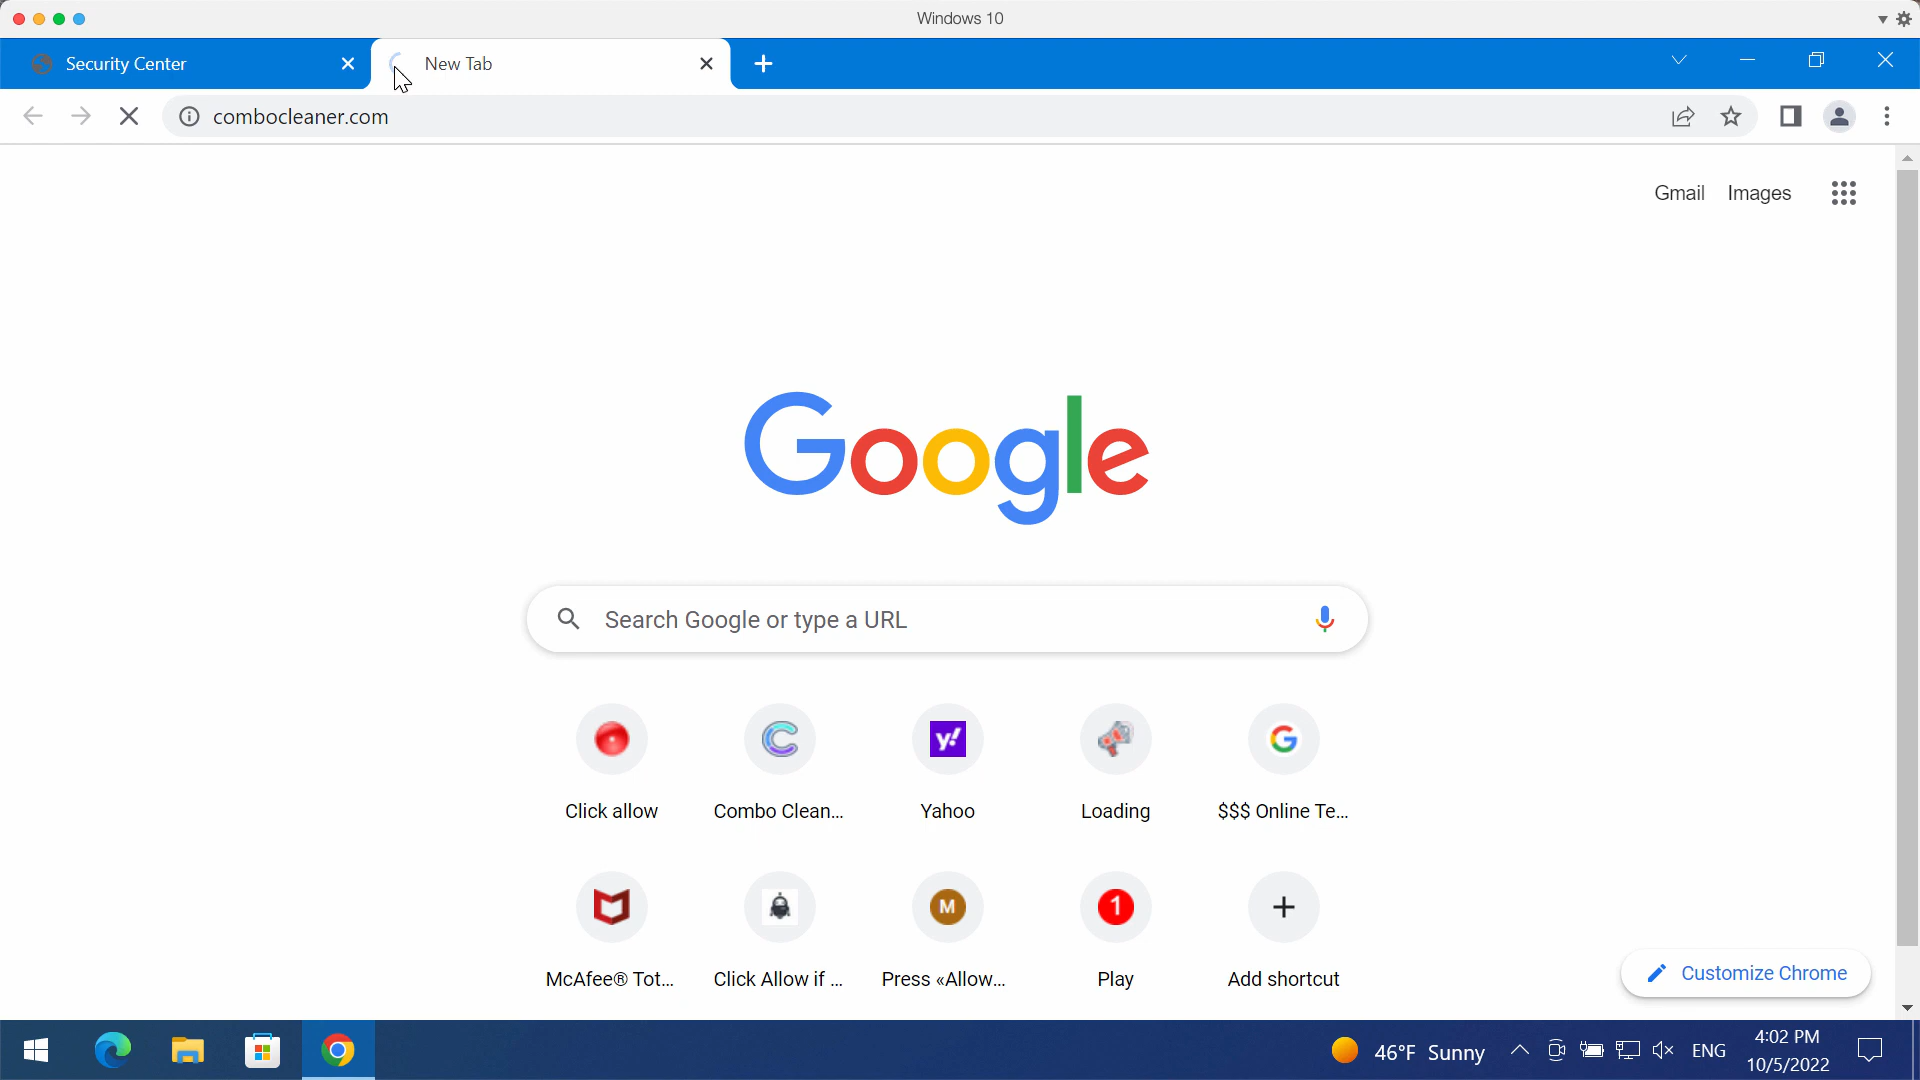 Windows 10
Security Center
New Tab
combocleaner.com
Gmail Images
Google
Search Google or type a URL
y!
Click allow Combo Clean... Yahoo Loading $$$ Online Te...
M 1
McAfee® Tot... Click Allow if ... Press «Allow... Play Add shortcut
Customize Chrome
46°F Sunny ENG 4:02 PM
10/5/2022